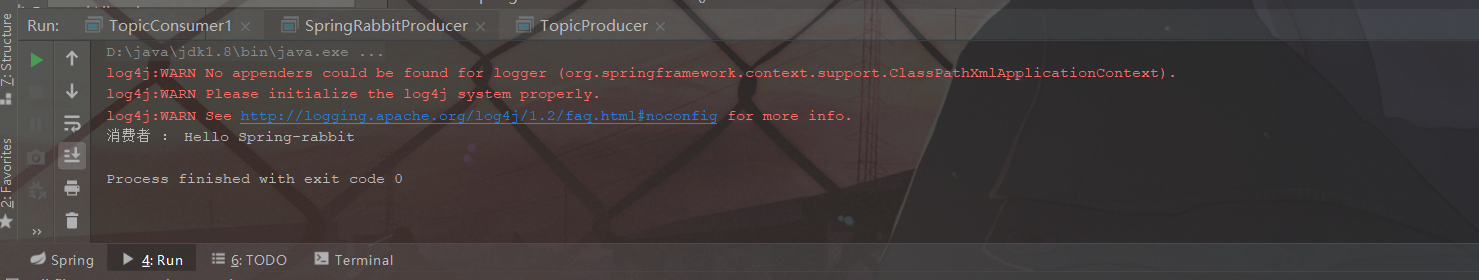 Run: TopicConsumer1 × SpringRabbitProducer × TopicProducer ×
Z: Structure
2: Favorites
D:\java\jdk1.8\bin\java.exe ...
log4j:WARN No appenders could be found for logger (org.springframework.context.support.ClassPathXmlApplicationContext).
log4j:WARN Please initialize the log4j system properly.
log4j:WARN See http://logging.apache.org/log4j/1.2/faq.html#noconfig for more info.
消费者 : Hello Spring-rabbit
Process finished with exit code 0
Spring 4: Run 6: TODO Terminal